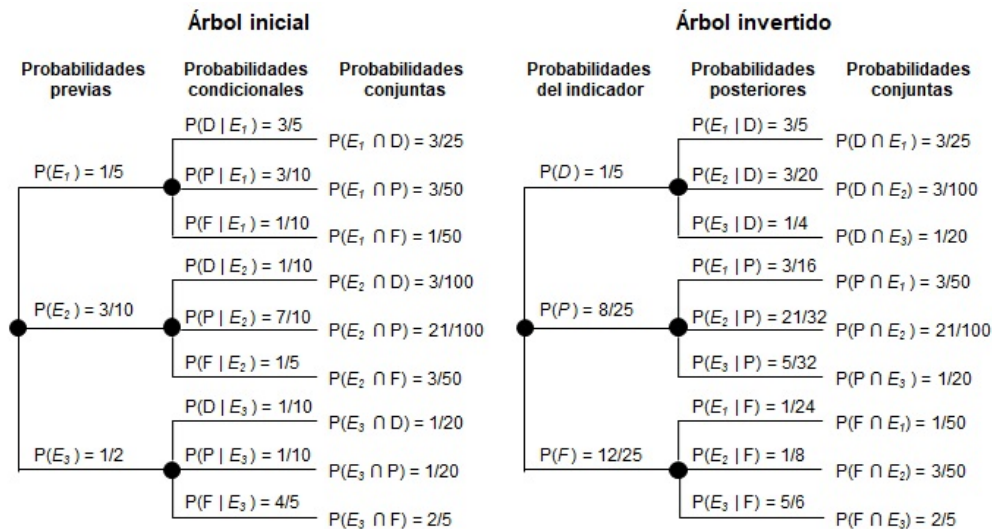 Árbol inicial
Probabilidades previas
Probabilidades condicionales
Probabilidades conjuntas
P(E₁) = 1/5
P(D | E₁) = 3/5
P(E₁ ∩ D) = 3/25
P(P | E₁) = 3/10
P(E₁ ∩ P) = 3/50
P(F | E₁) = 1/10
P(E₁ ∩ F) = 1/50
P(E₂) = 3/10
P(D | E₂) = 1/10
P(E₂ ∩ D) = 3/100
P(P | E₂) = 7/10
P(E₂ ∩ P) = 21/100
P(F | E₂) = 1/5
P(E₂ ∩ F) = 3/50
P(E₃) = 1/2
P(D | E₃) = 1/10
P(E₃ ∩ D) = 1/20
P(P | E₃) = 1/10
P(E₃ ∩ P) = 1/20
P(F | E₃) = 4/5
P(E₃ ∩ F) = 2/5
Árbol invertido
Probabilidades del indicador
Probabilidades posteriores
Probabilidades conjuntas
P(D) = 1/5
P(E₁ | D) = 3/5
P(D ∩ E₁) = 3/25
P(E₂ | D) = 3/20
P(D ∩ E₂) = 3/100
P(E₃ | D) = 1/4
P(D ∩ E₃) = 1/20
P(P) = 8/25
P(E₁ | P) = 3/16
P(P ∩ E₁) = 3/50
P(E₂ | P) = 21/32
P(P ∩ E₂) = 21/100
P(E₃ | P) = 5/32
P(P ∩ E₃) = 1/20
P(F) = 12/25
P(E₁ | F) = 1/24
P(F ∩ E₁) = 1/50
P(E₂ | F) = 1/8
P(F ∩ E₂) = 3/50
P(E₃ | F) = 5/6
P(F ∩ E₃) = 2/5